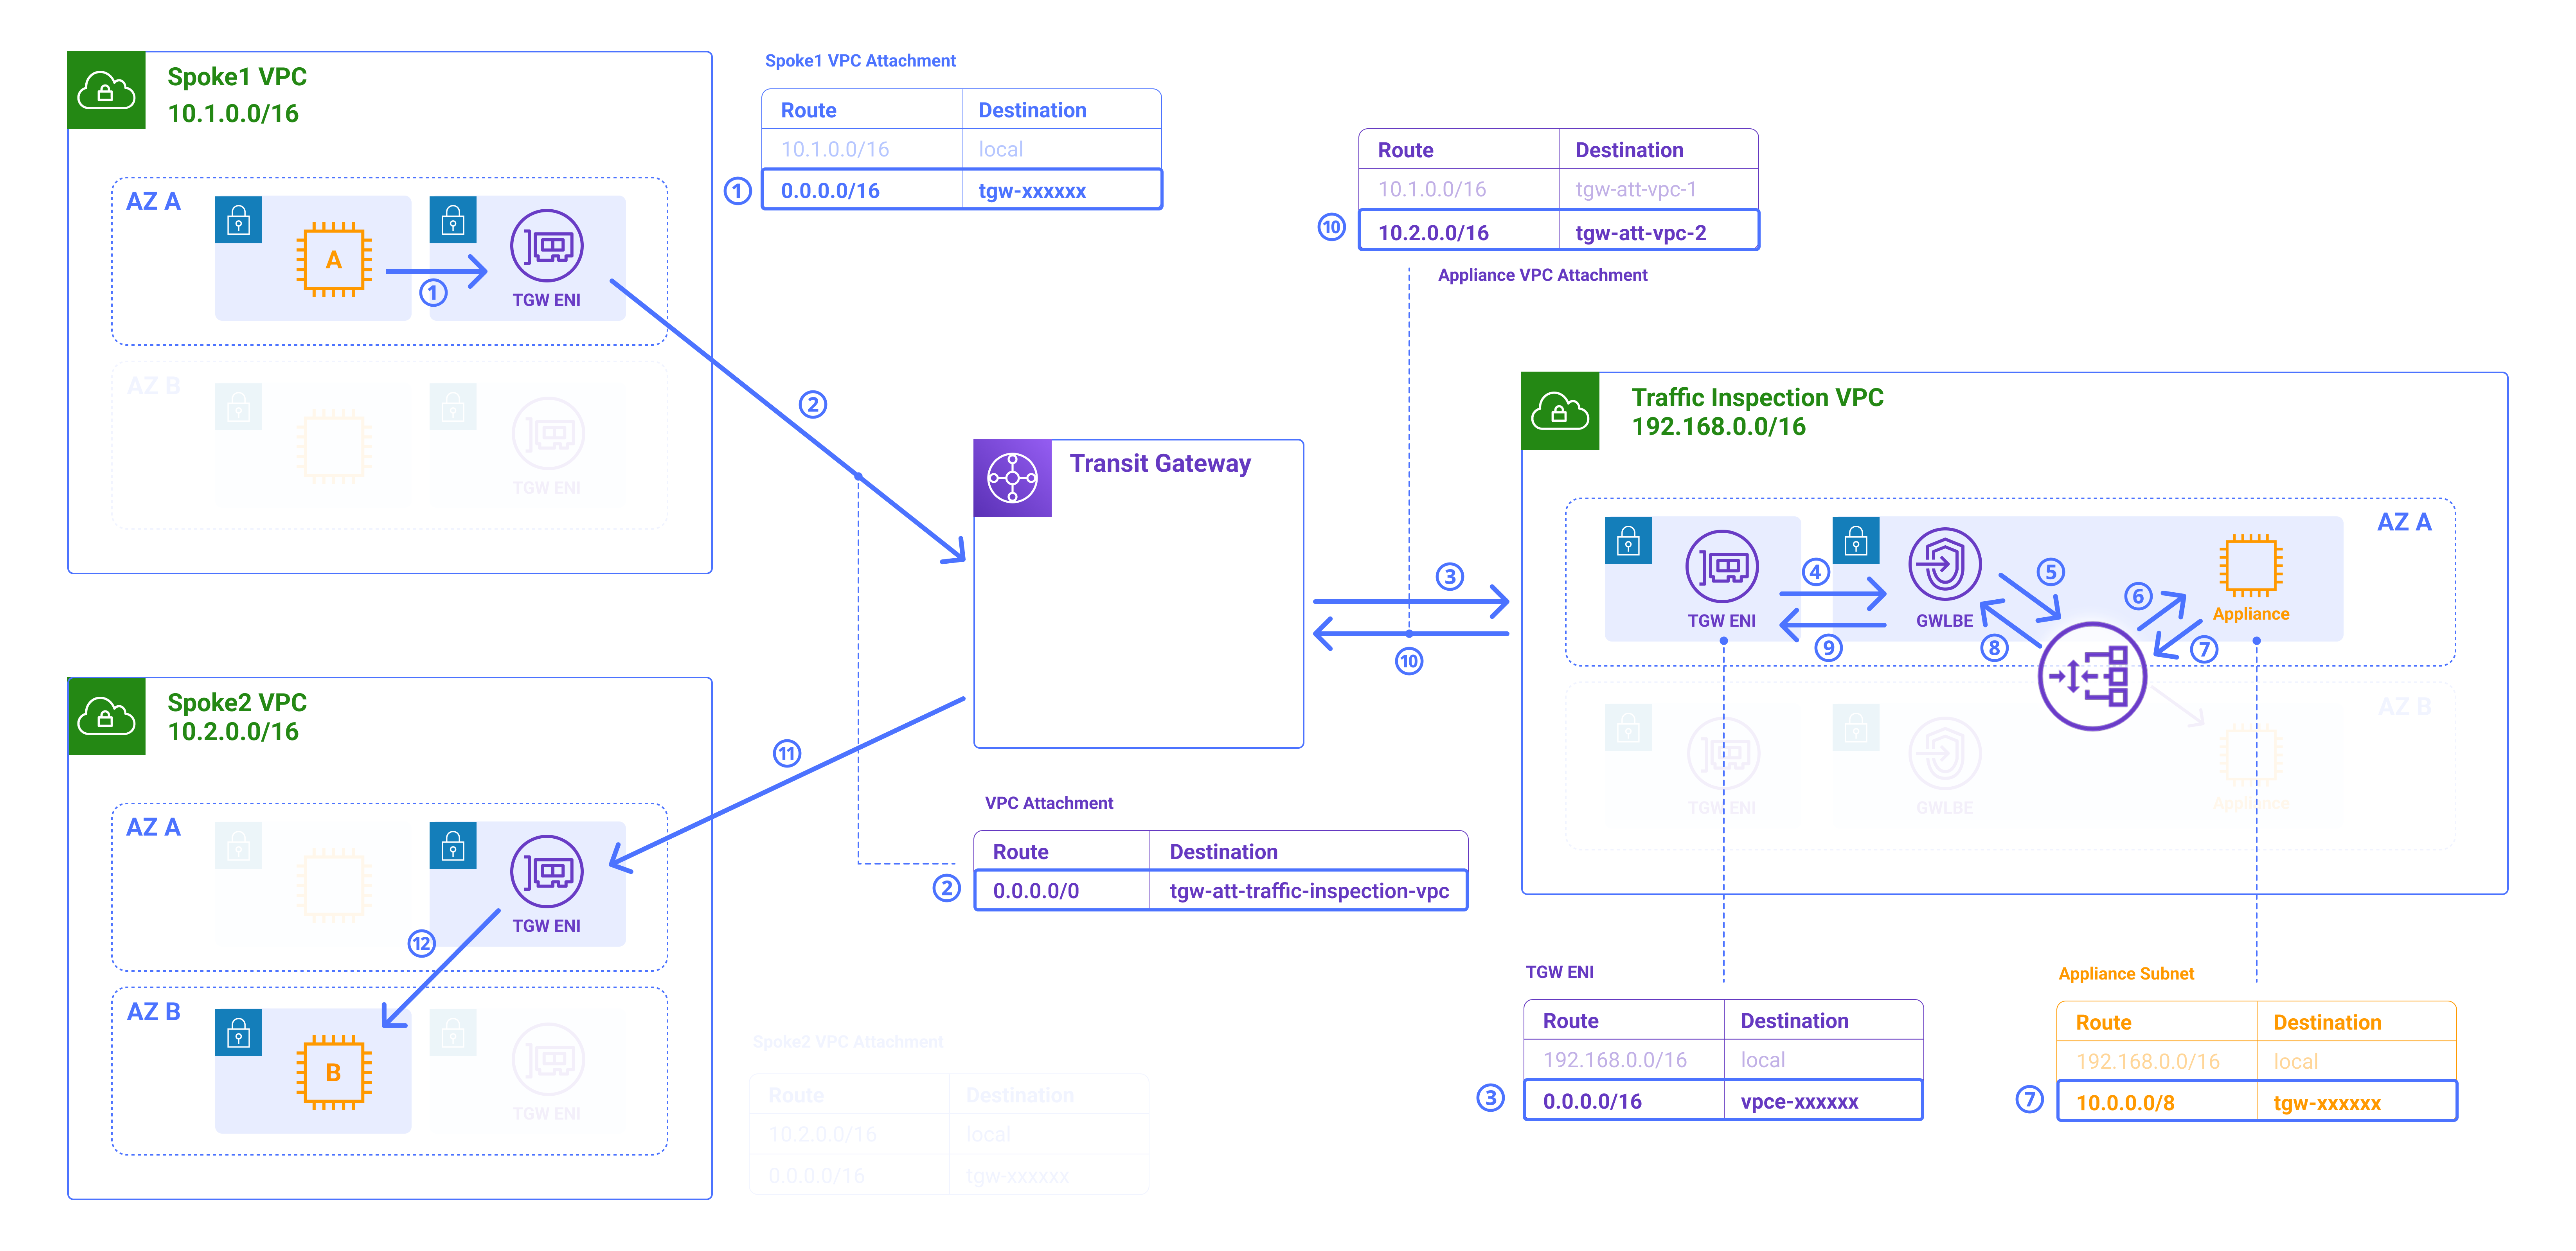 Spoke1 VPC
10.1.0.0/16
AZ A
A
1
TGW ENI
AZ B
TGW ENI
Spoke1 VPC Attachment
Route Destination
10.1.0.0/16 local
1 0.0.0.0/16 tgw-xxxxxx
Route Destination
10.1.0.0/16 tgw-att-vpc-1
10 10.2.0.0/16 tgw-att-vpc-2
Appliance VPC Attachment
2
Transit Gateway
3
10
11
Traffic Inspection VPC
192.168.0.0/16
AZ A
TGW ENI
4
9
GWLBE
5
8
6
7
Appliance
AZ B
TGW ENI
GWLBE
Appliance
Spoke2 VPC
10.2.0.0/16
AZ A
TGW ENI
12
AZ B
B
TGW ENI
VPC Attachment
Route Destination
2 0.0.0.0/0 tgw-att-traffic-inspection-vpc
Spoke2 VPC Attachment
Route Destination
10.2.0.0/16 local
0.0.0.0/16 tgw-xxxxxx
TGW ENI
Route Destination
192.168.0.0/16 local
3 0.0.0.0/16 vpce-xxxxxx
Appliance Subnet
Route Destination
192.168.0.0/16 local
7 10.0.0.0/8 tgw-xxxxxx